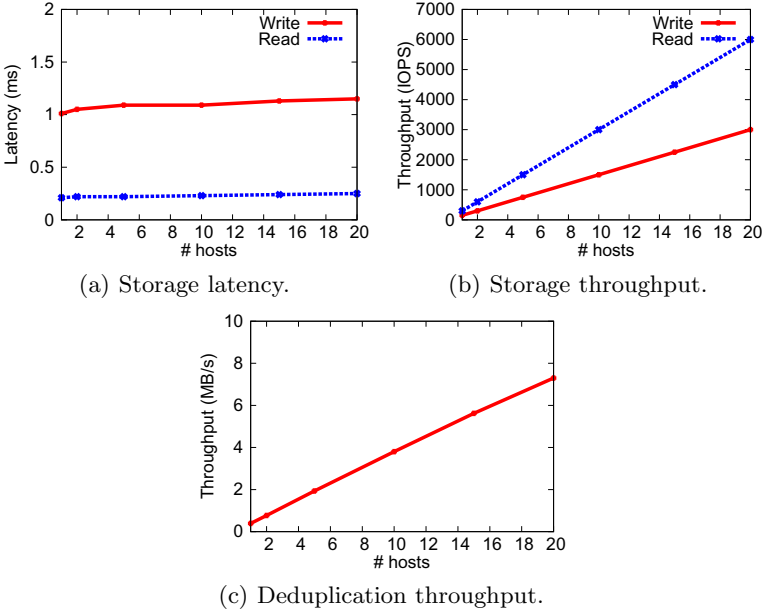 2
1.5
1
0.5
0
Latency (ms)
Write
Read
2 4 6 8 10 12 14 16 18 20
# hosts
(a) Storage latency.
7000
6000
5000
4000
3000
2000
1000
0
Throughput (IOPS)
Write
Read
2 4 6 8 10 12 14 16 18 20
# hosts
(b) Storage throughput.
10
8
6
4
2
0
Throughput (MB/s)
2 4 6 8 10 12 14 16 18 20
# hosts
(c) Deduplication throughput.